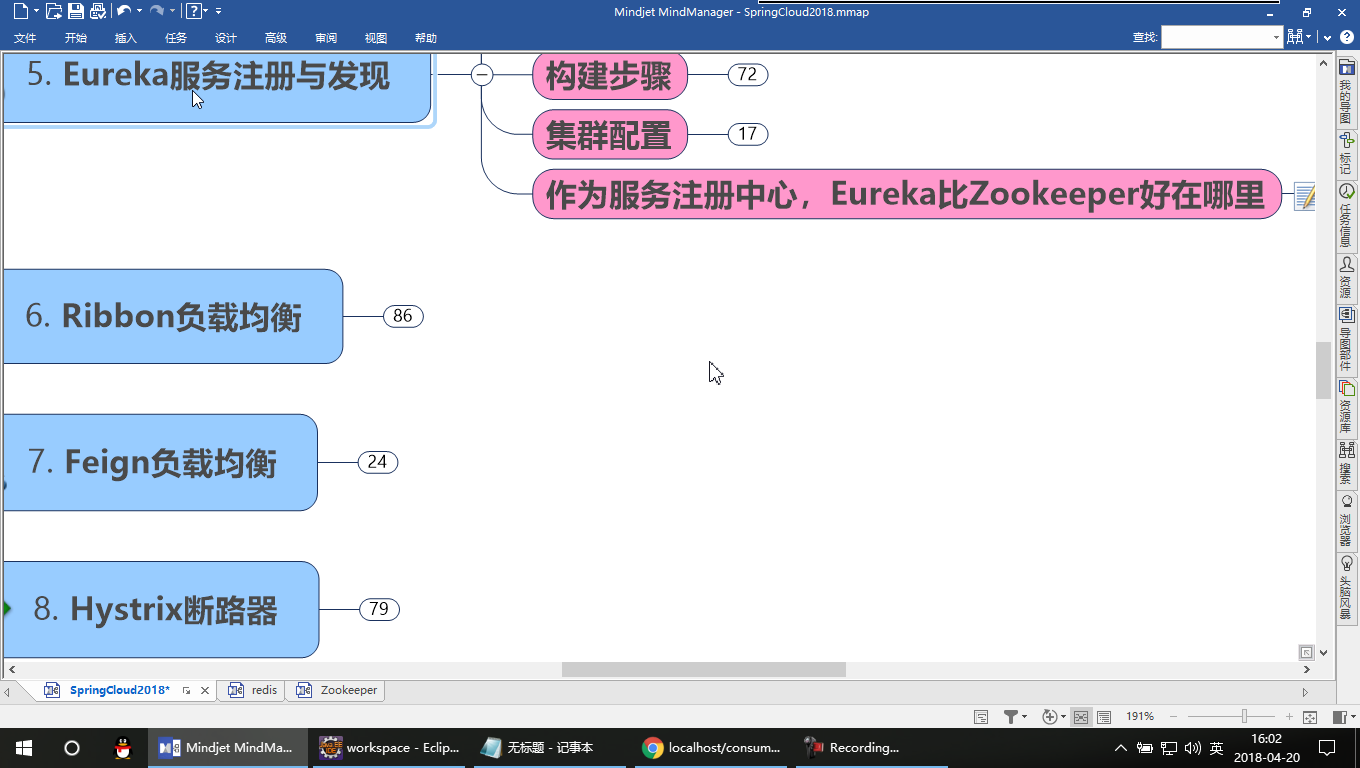 Mindjet MindManager - SpringCloud2018.mmap
文件 开始 插入 任务 设计 高级 审阅 视图 帮助 查找:
5. Eureka服务注册与发现
构建步骤 72
集群配置 17
作为服务注册中心，Eureka比Zookeeper好在哪里
6. Ribbon负载均衡 86
7. Feign负载均衡 24
8. Hystrix断路器 79
我的导图
标记
任务信息
资源
导图部件
资源库
搜索
浏览器
头脑风暴
SpringCloud2018* redis Zookeeper
191%
Mindjet MindMa... workspace - Eclip... 无标题 - 记事本 localhost/consum... Recording...
英 16:02
2018-04-20